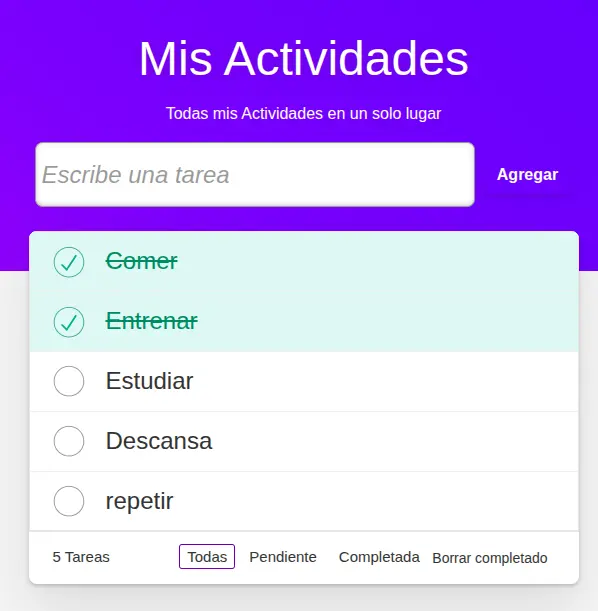 Mis Actividades
Todas mis Actividades en un solo lugar
Escribe una tarea
Agregar
Comer
Entrenar
Estudiar
Descansa
repetir
5 Tareas Todas Pendiente Completada Borrar completado